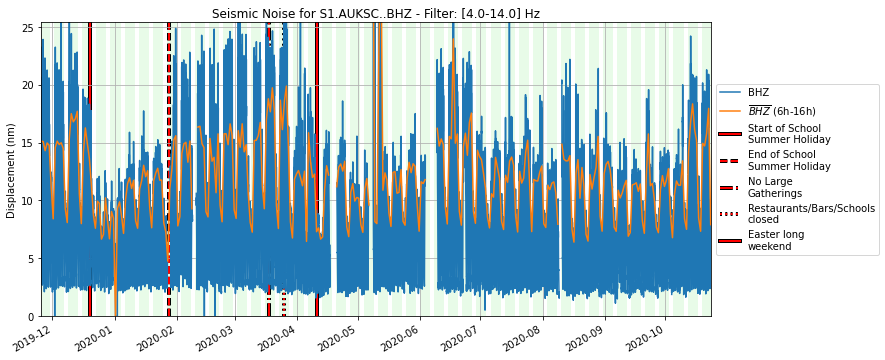 Seismic Noise for S1.AUKSC..BHZ - Filter: [4.0-14.0] Hz
Displacement (nm)
25
20
15
10
5
0
2019-12
2020-01
2020-02
2020-03
2020-04
2020-05
2020-06
2020-07
2020-08
2020-09
2020-10
BHZ
BHZ (6h-16h)
Start of School
Summer Holiday
End of School
Summer Holiday
No Large
Gatherings
Restaurants/Bars/Schools
closed
Easter long
weekend